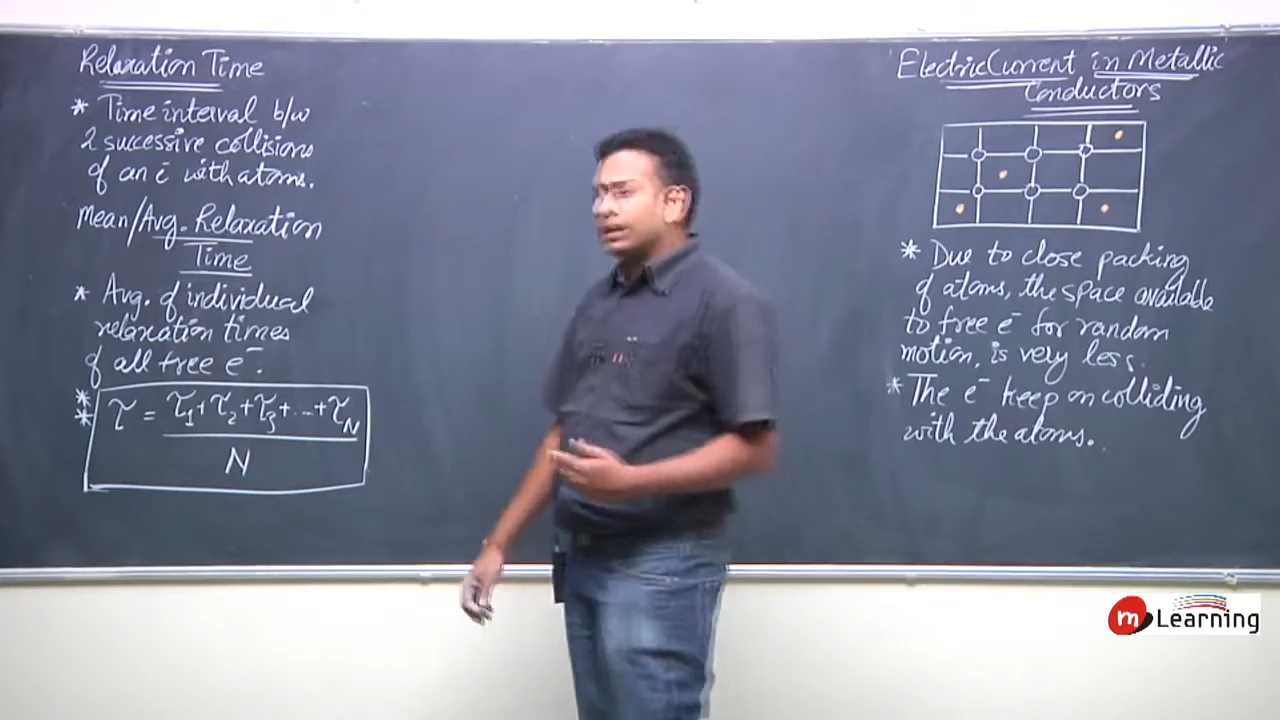 Relaxation Time
* Time interval b/w
2 successive collisions
of an e̅ with atoms.
Mean/Avg. Relaxation
Time
* Avg. of individual
relaxation times
of all free e⁻.
** τ = (τ₁+τ₂+τ₃+...+τN)/N
Electric Current in Metallic
Conductors
* Due to close packing
of atoms, the space available
to free e⁻ for random
motion, is very less.
* The e⁻ keep on colliding
with the atoms.
m Learning